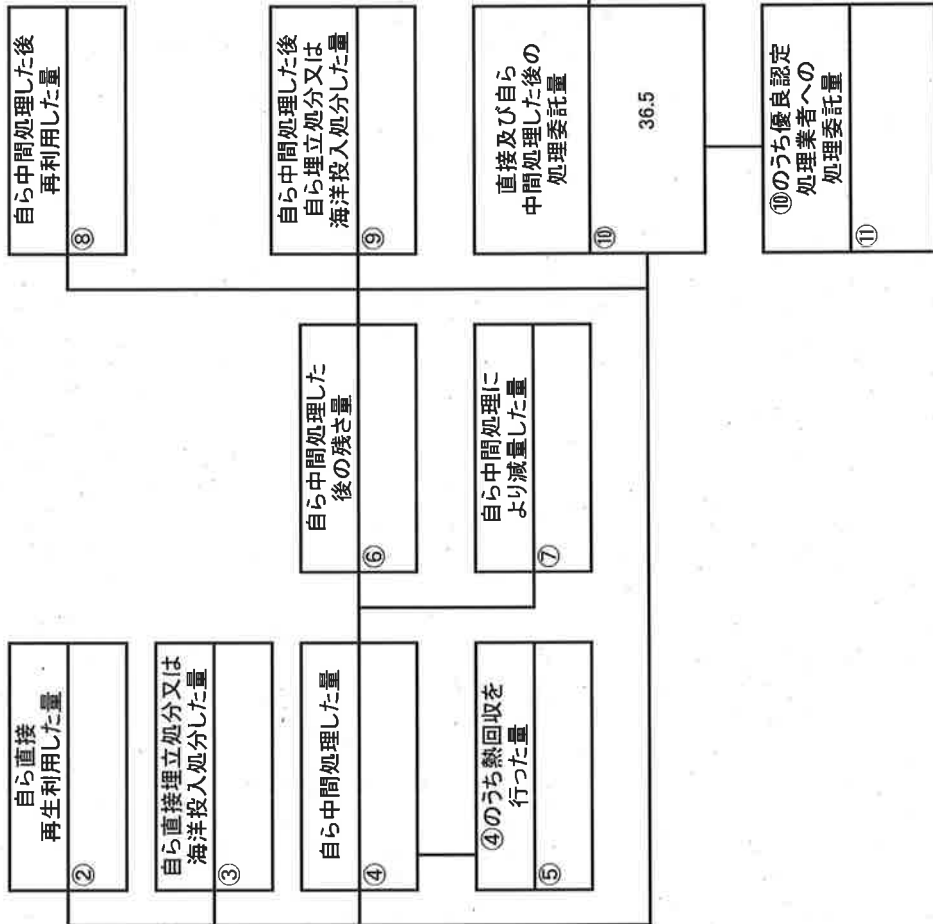 自ら直接
再生利用した量
②
自ら直接埋立処分又は
海洋投入処分した量
③
自ら中間処理した量
④
④のうち熱回収を
行った量
⑤
自ら中間処理した
後の残さ量
⑥
自ら中間処理に
より減量した量
⑦
自ら中間処理した後
再利用した量
⑧
自ら中間処理した後
自ら埋立処分又は
海洋投入処分した量
⑨
直接及び自ら
中間処理した後の
処理委託量
⑩
36.5
⑩のうち優良認定
処理業者への
処理委託量
⑪